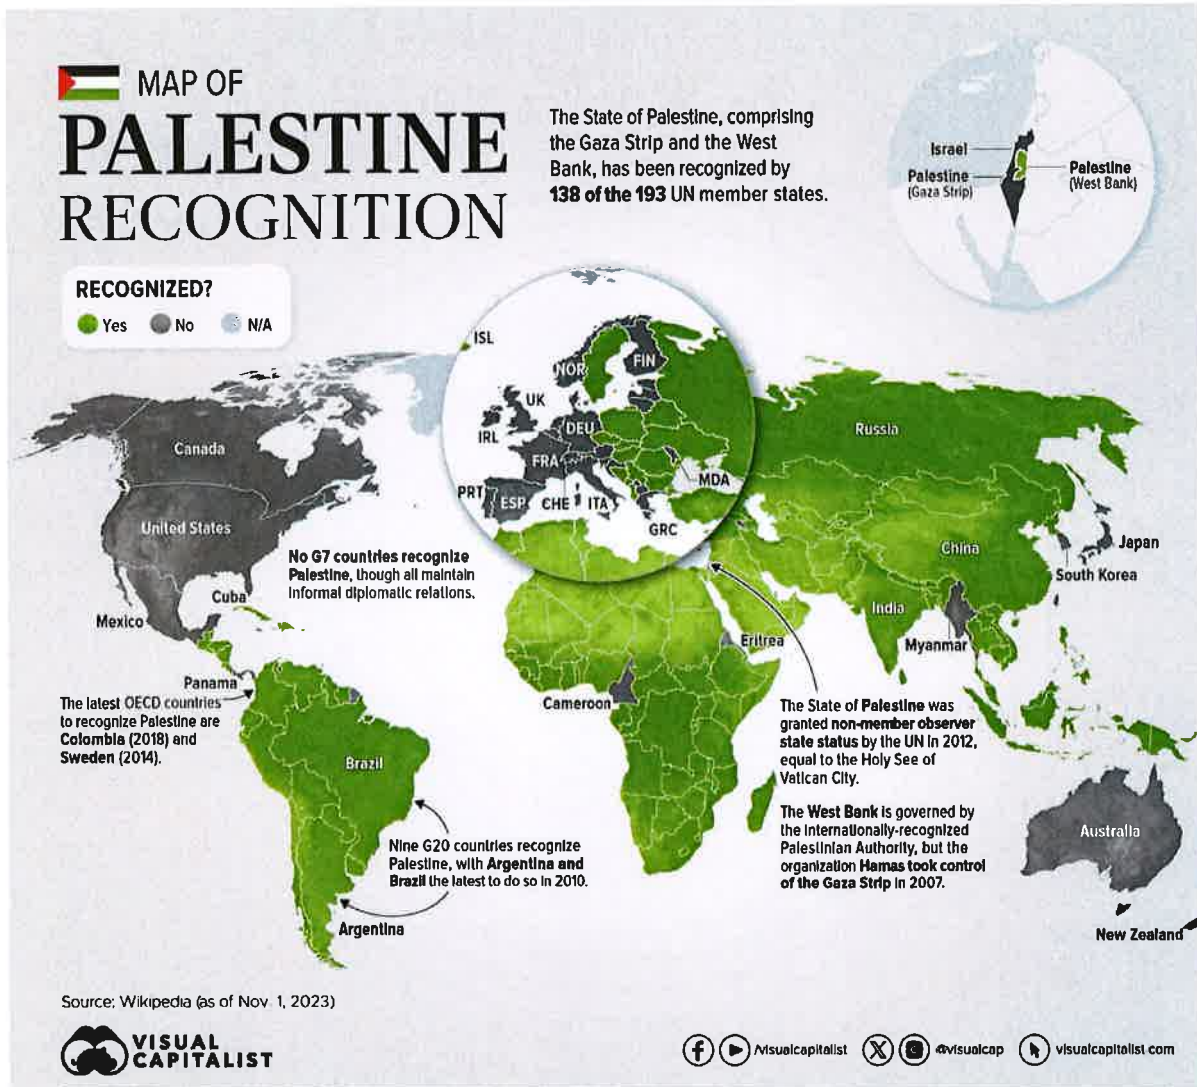 MAP OF
PALESTINE
RECOGNITION
The State of Palestine, comprising
the Gaza Strip and the West
Bank, has been recognized by
138 of the 193 UN member states.
Israel
Palestine
(Gaza Strip)
Palestine
(West Bank)
RECOGNIZED?
Yes
No
N/A
ISL
NOR
FIN
UK
IRL
DEU
FRA
PRT
ESP
CHE
ITA
MDA
GRC
Canada
United States
Russia
No G7 countries recognize
Palestine, though all maintain
informal diplomatic relations.
China
Japan
South Korea
Cuba
Mexico
India
Myanmar
Eritrea
Panama
Cameroon
The latest OECD countries
to recognize Palestine are
Colombia (2018) and
Sweden (2014).
Brazil
The State of Palestine was
granted non-member observer
state status by the UN in 2012,
equal to the Holy See of
Vatican City.
The West Bank is governed by
the internationally-recognized
Palestinian Authority, but the
organization Hamas took control
of the Gaza Strip in 2007.
Australia
Nine G20 countries recognize
Palestine, with Argentina and
Brazil the latest to do so in 2010.
Argentina
New Zealand
Source: Wikipedia (as of Nov. 1, 2023)
VISUAL
CAPITALIST
/visualcapitalist
@visualcap
visualcapitalist.com